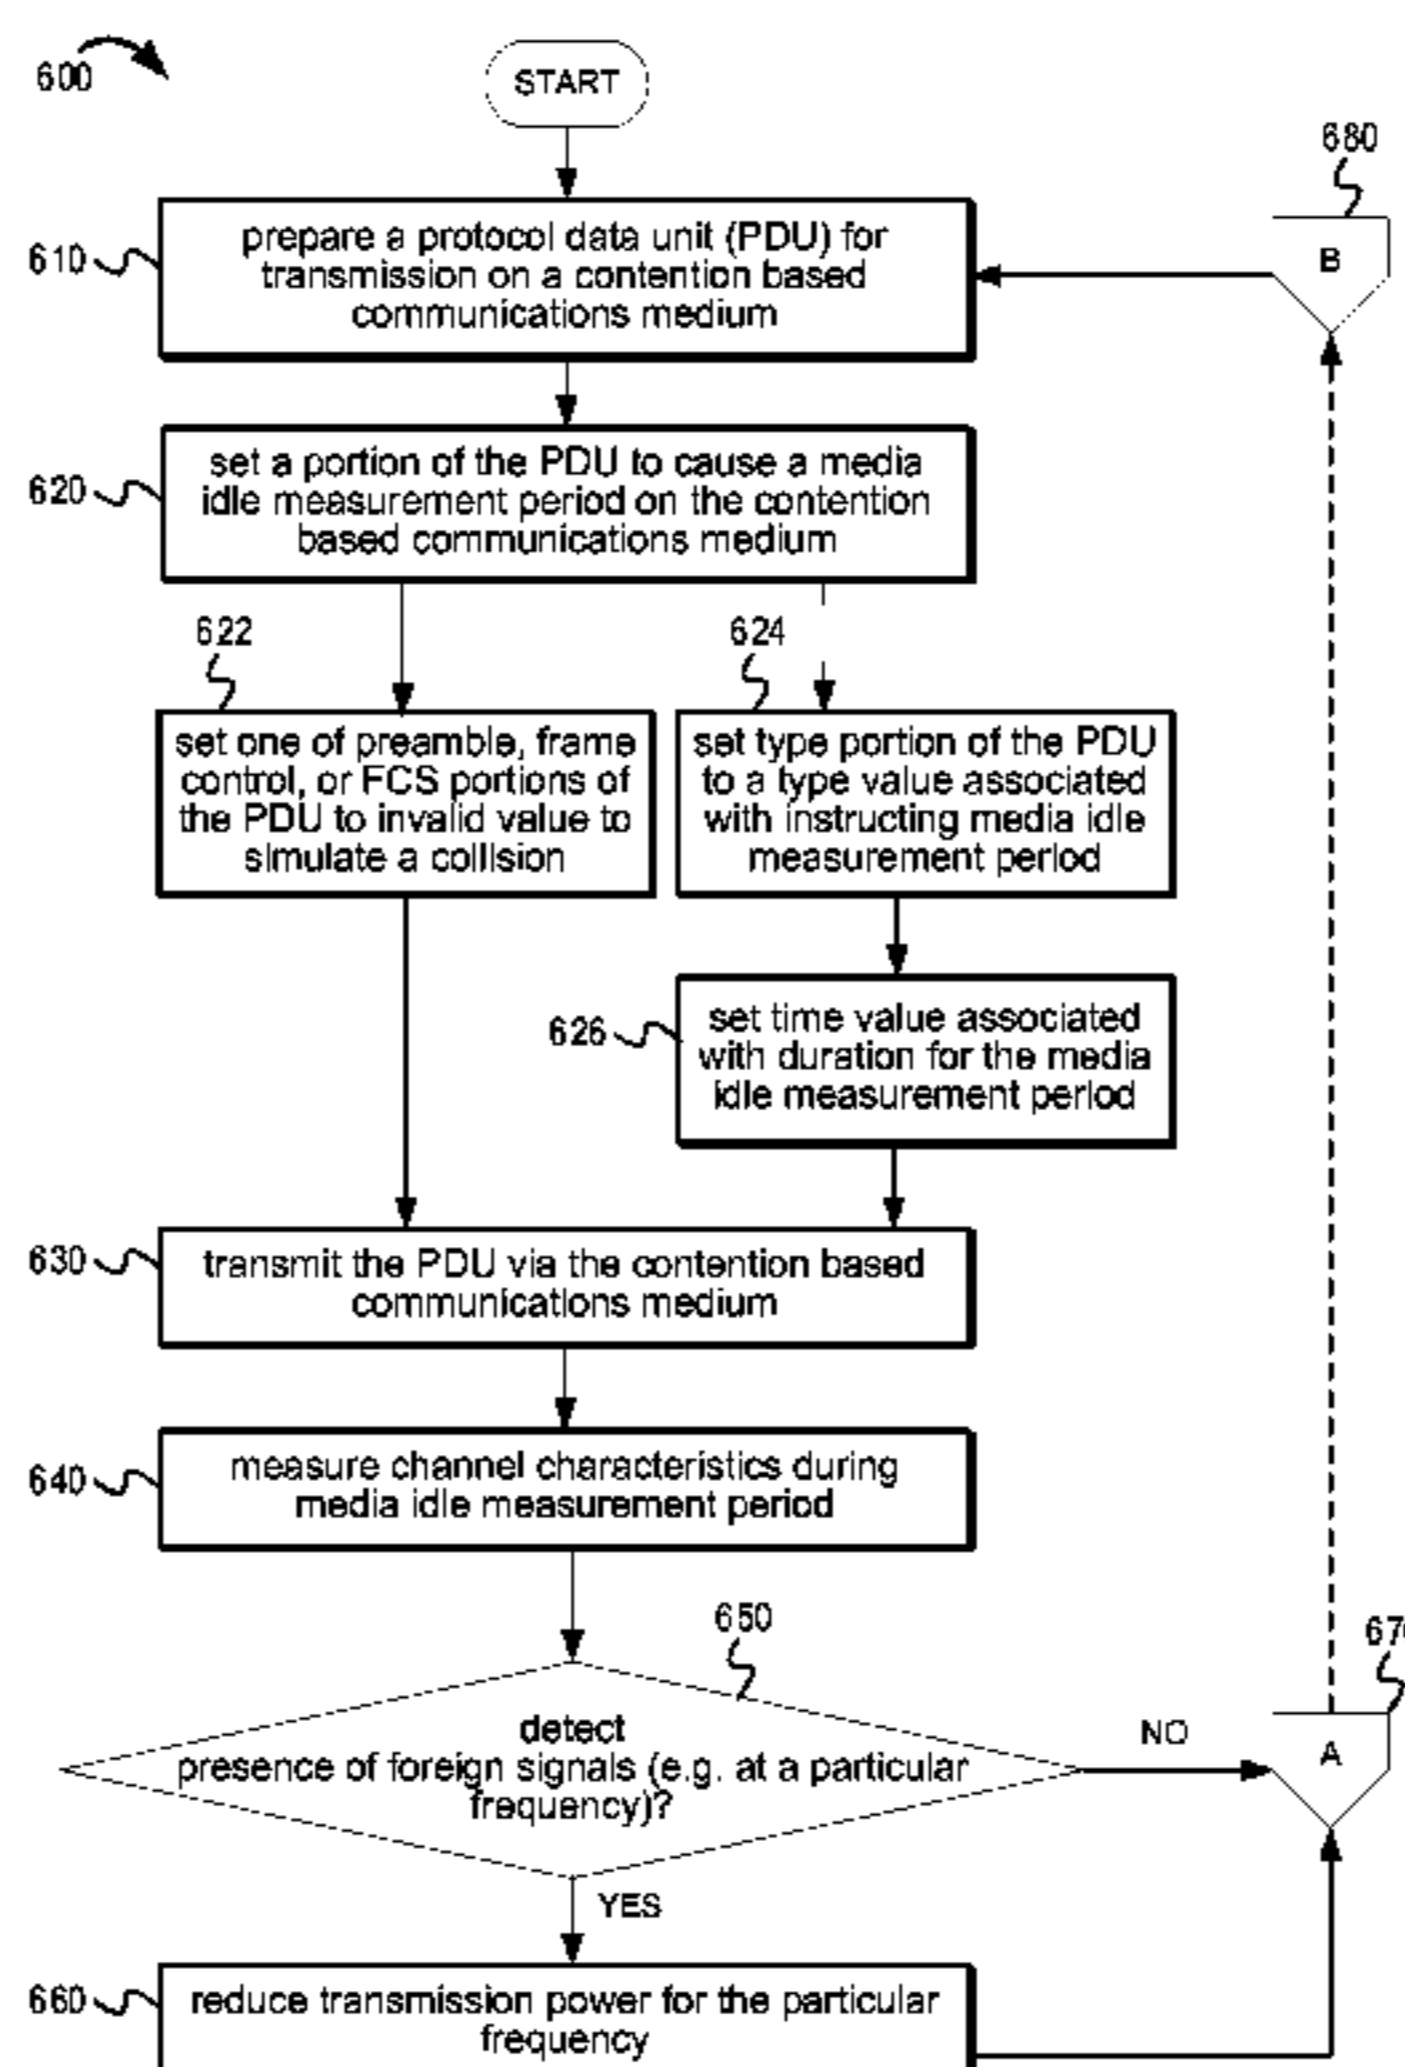 600
START
680
610
prepare a protocol data unit (PDU) for
transmission on a contention based
communications medium
B
620
set a portion of the PDU to cause a media
idle measurement period on the contention
based communications medium
622
624
set one of preamble, frame
control, or FCS portions of
the PDU to invalid value to
simulate a collision
set type portion of the PDU
to a type value associated
with instructing media idle
measurement period
626
set time value associated
with duration for the media
idle measurement period
630
transmit the PDU via the contention based
communications medium
640
measure channel characteristics during
media idle measurement period
650
670
detect
presence of foreign signals (e.g. at a particular
frequency)?
NO
A
YES
660
reduce transmission power for the particular
frequency